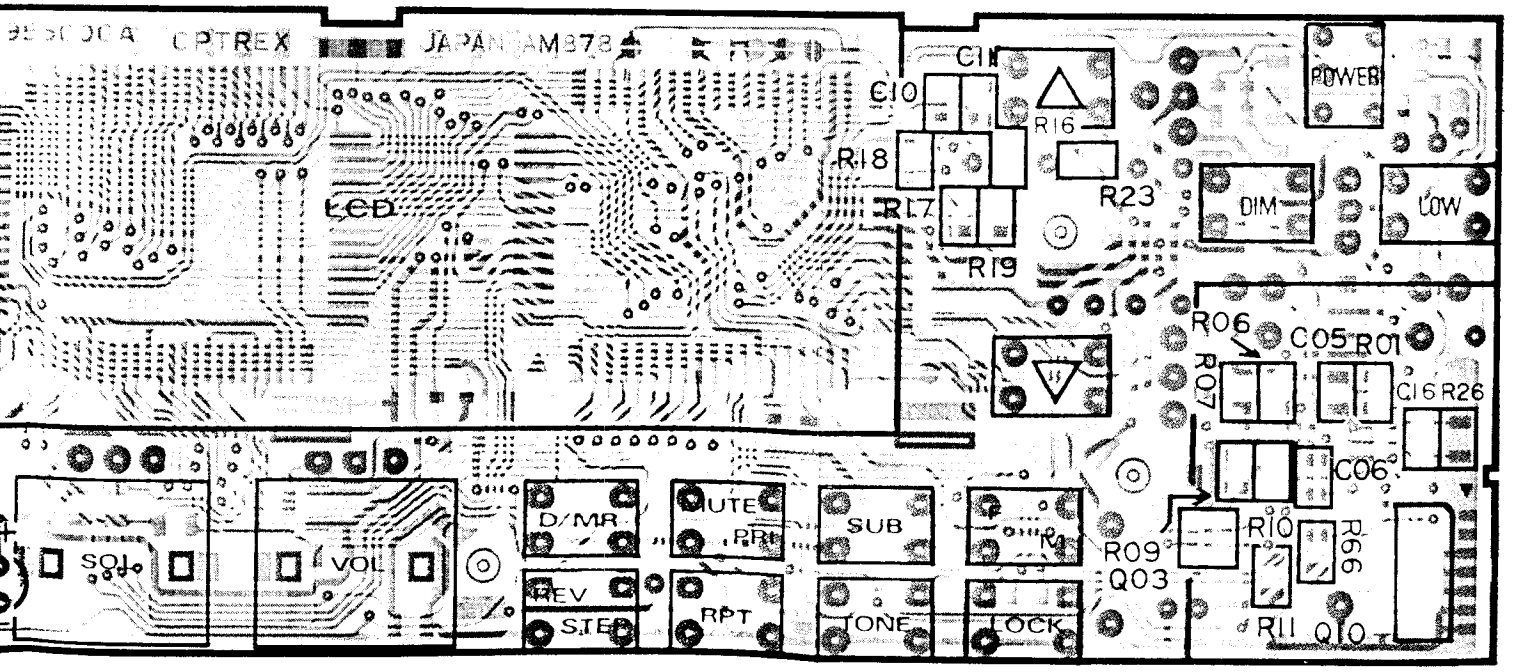 OPTREX JAPAN AM878
C11
POWER
C10
R16
R18
R23
LCD
R17
DIM
LOW
R19
R06
C05 R01
R07
C16 R26
C06
D/MR
MUTE
PRI
SUB
R10
R66
R09
Q03
SQL
VOL
REV
STEP
RPT
TONE
LOCK
R11 Q10